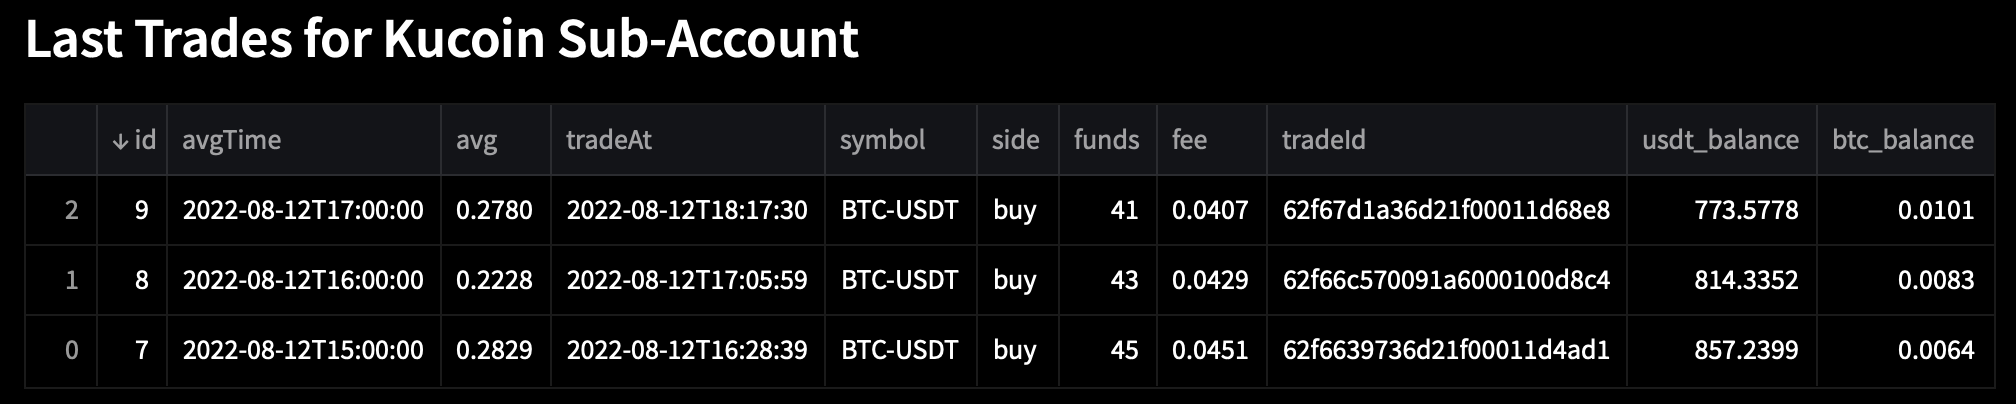 Last Trades for Kucoin Sub-Account
↓ id avgTime avg tradeAt symbol side funds fee tradeId usdt_balance btc_balance
2 9 2022-08-12T17:00:00 0.2780 2022-08-12T18:17:30 BTC-USDT buy 41 0.0407 62f67d1a36d21f00011d68e8 773.5778 0.0101
1 8 2022-08-12T16:00:00 0.2228 2022-08-12T17:05:59 BTC-USDT buy 43 0.0429 62f66c570091a6000100d8c4 814.3352 0.0083
0 7 2022-08-12T15:00:00 0.2829 2022-08-12T16:28:39 BTC-USDT buy 45 0.0451 62f6639736d21f00011d4ad1 857.2399 0.0064